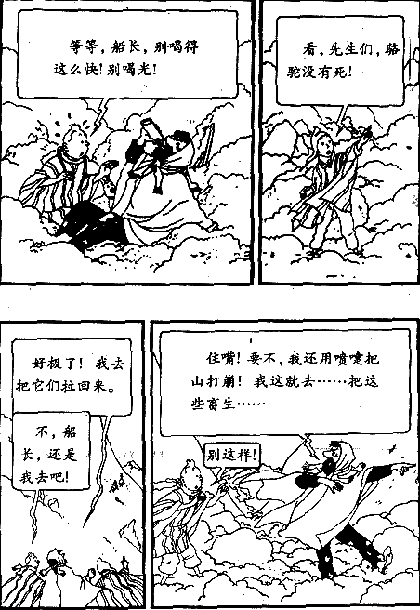 等等，船长，别喝得
这么快！别喝光！
看，先生们，骆
驼没有死！
好极了！我去
把它们拉回来。
不，船
长，还是
我去吧！
住嘴！要不，我还用喷嚏把
山打崩！我这就去……把这
些畜生……
别这样！